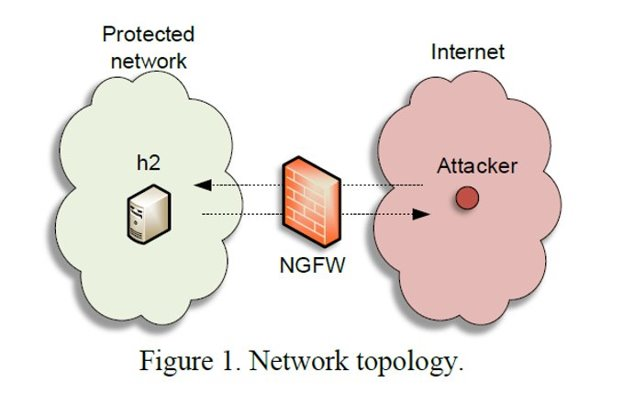 Protected
network
Internet
h2
Attacker
NGFW
Figure 1. Network topology.